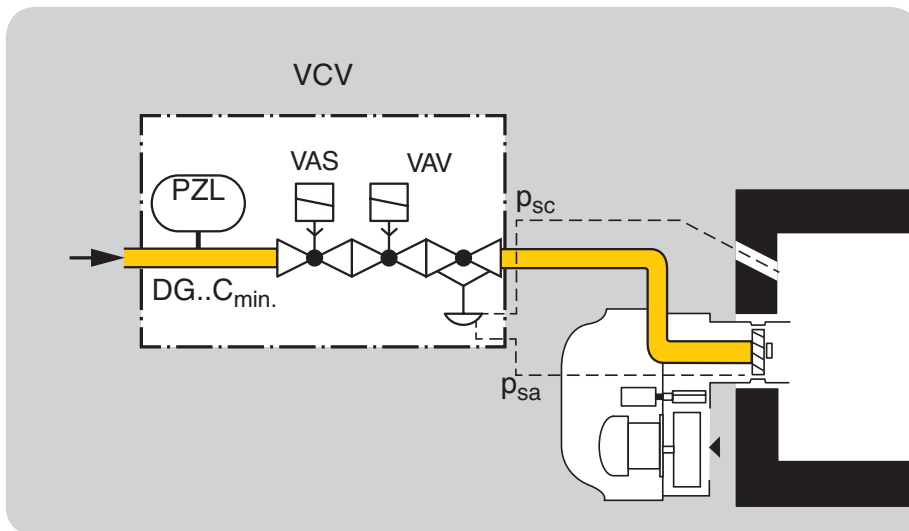 VCV
VAS
VAV
PZL
p_sc
DG..C_min.
p_sa